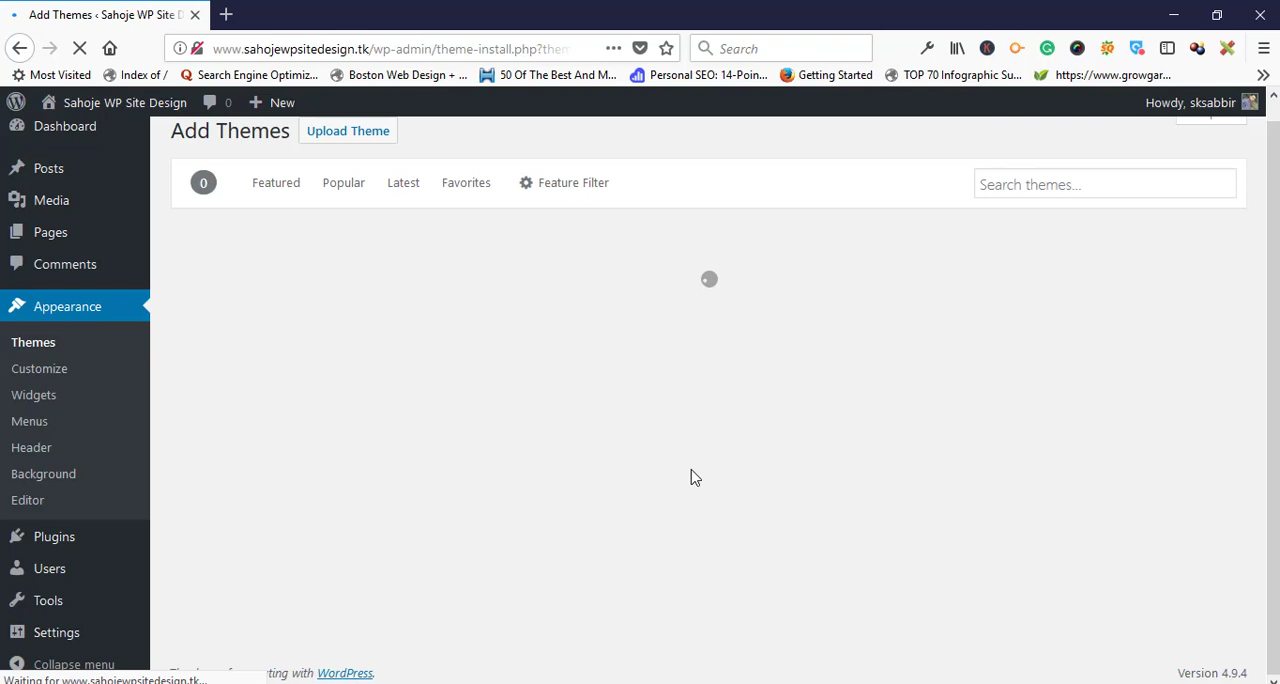 Add Themes ‹ Sahoje WP Site D
www.sahojewpsitedesign.tk/wp-admin/theme-install.php?them
Search
Most Visited
Index of /
Search Engine Optimiz...
Boston Web Design + ...
50 Of The Best And M...
Personal SEO: 14-Poin...
Getting Started
TOP 70 Infographic Su...
https://www.growgar...
Sahoje WP Site Design
0
New
Howdy, sksabbir
Dashboard
Posts
Media
Pages
Comments
Appearance
Themes
Customize
Widgets
Menus
Header
Background
Editor
Plugins
Users
Tools
Settings
Collapse menu
Add Themes
Upload Theme
0
Featured
Popular
Latest
Favorites
Feature Filter
Search themes...
WordPress.
Version 4.9.4
Waiting for www.sahojewpsitedesign.tk...